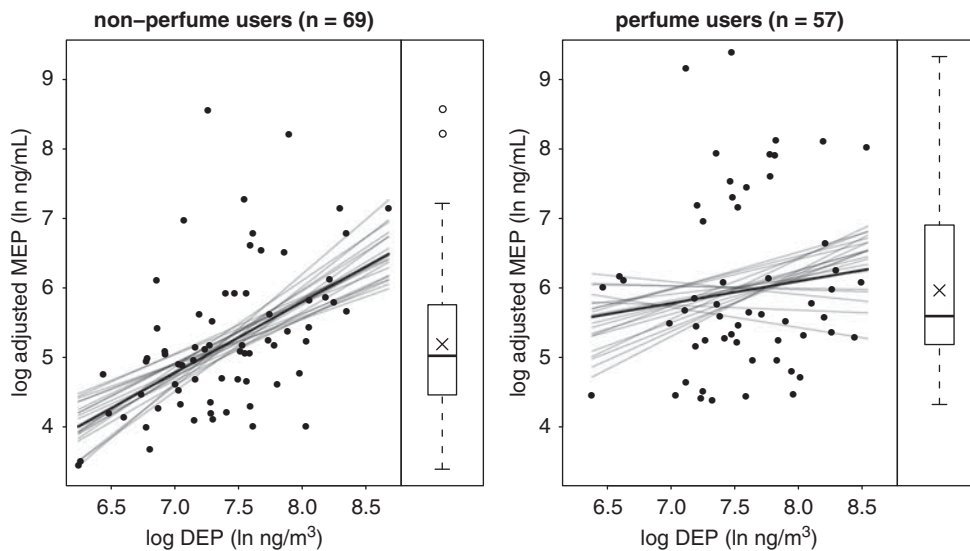 non−perfume users (n = 69)
log adjusted MEP (ln ng/mL)
9
8
7
6
5
4
6.5 7.0 7.5 8.0 8.5
log DEP (ln ng/m³)
perfume users (n = 57)
log adjusted MEP (ln ng/mL)
9
8
7
6
5
4
6.5 7.0 7.5 8.0 8.5
log DEP (ln ng/m³)